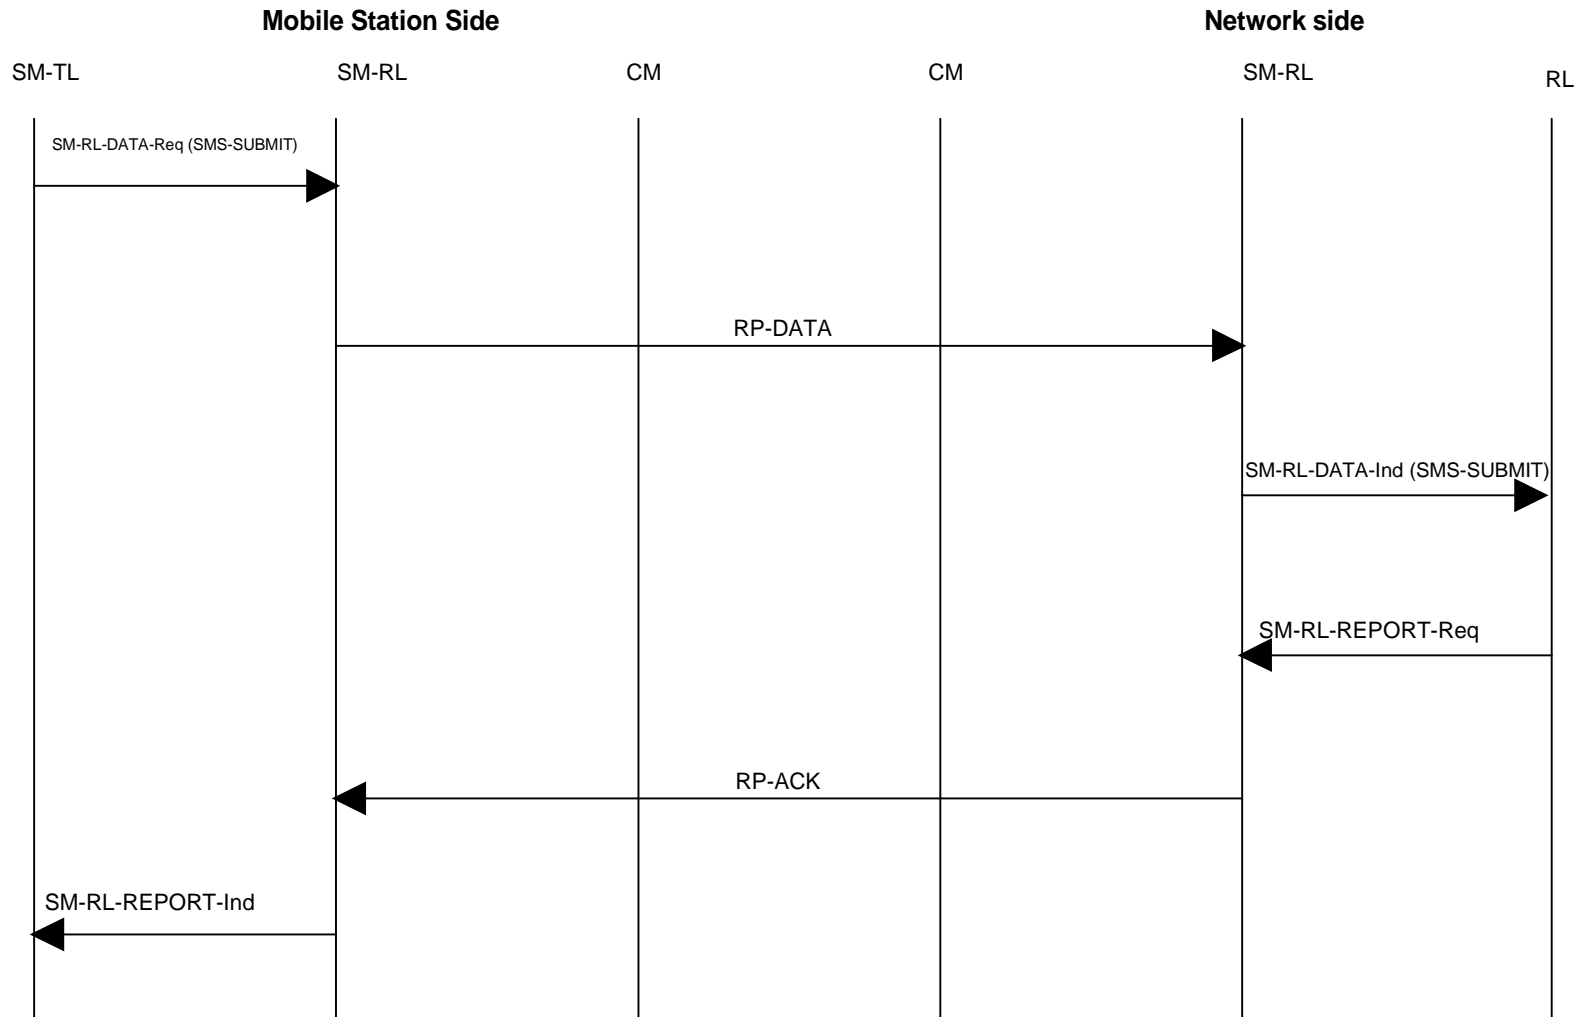 Mobile Station Side
Network side
SM-TL
SM-RL
CM
CM
SM-RL
RL
SM-RL-DATA-Req (SMS-SUBMIT)
RP-DATA
SM-RL-DATA-Ind (SMS-SUBMIT)
SM-RL-REPORT-Req
RP-ACK
SM-RL-REPORT-Ind